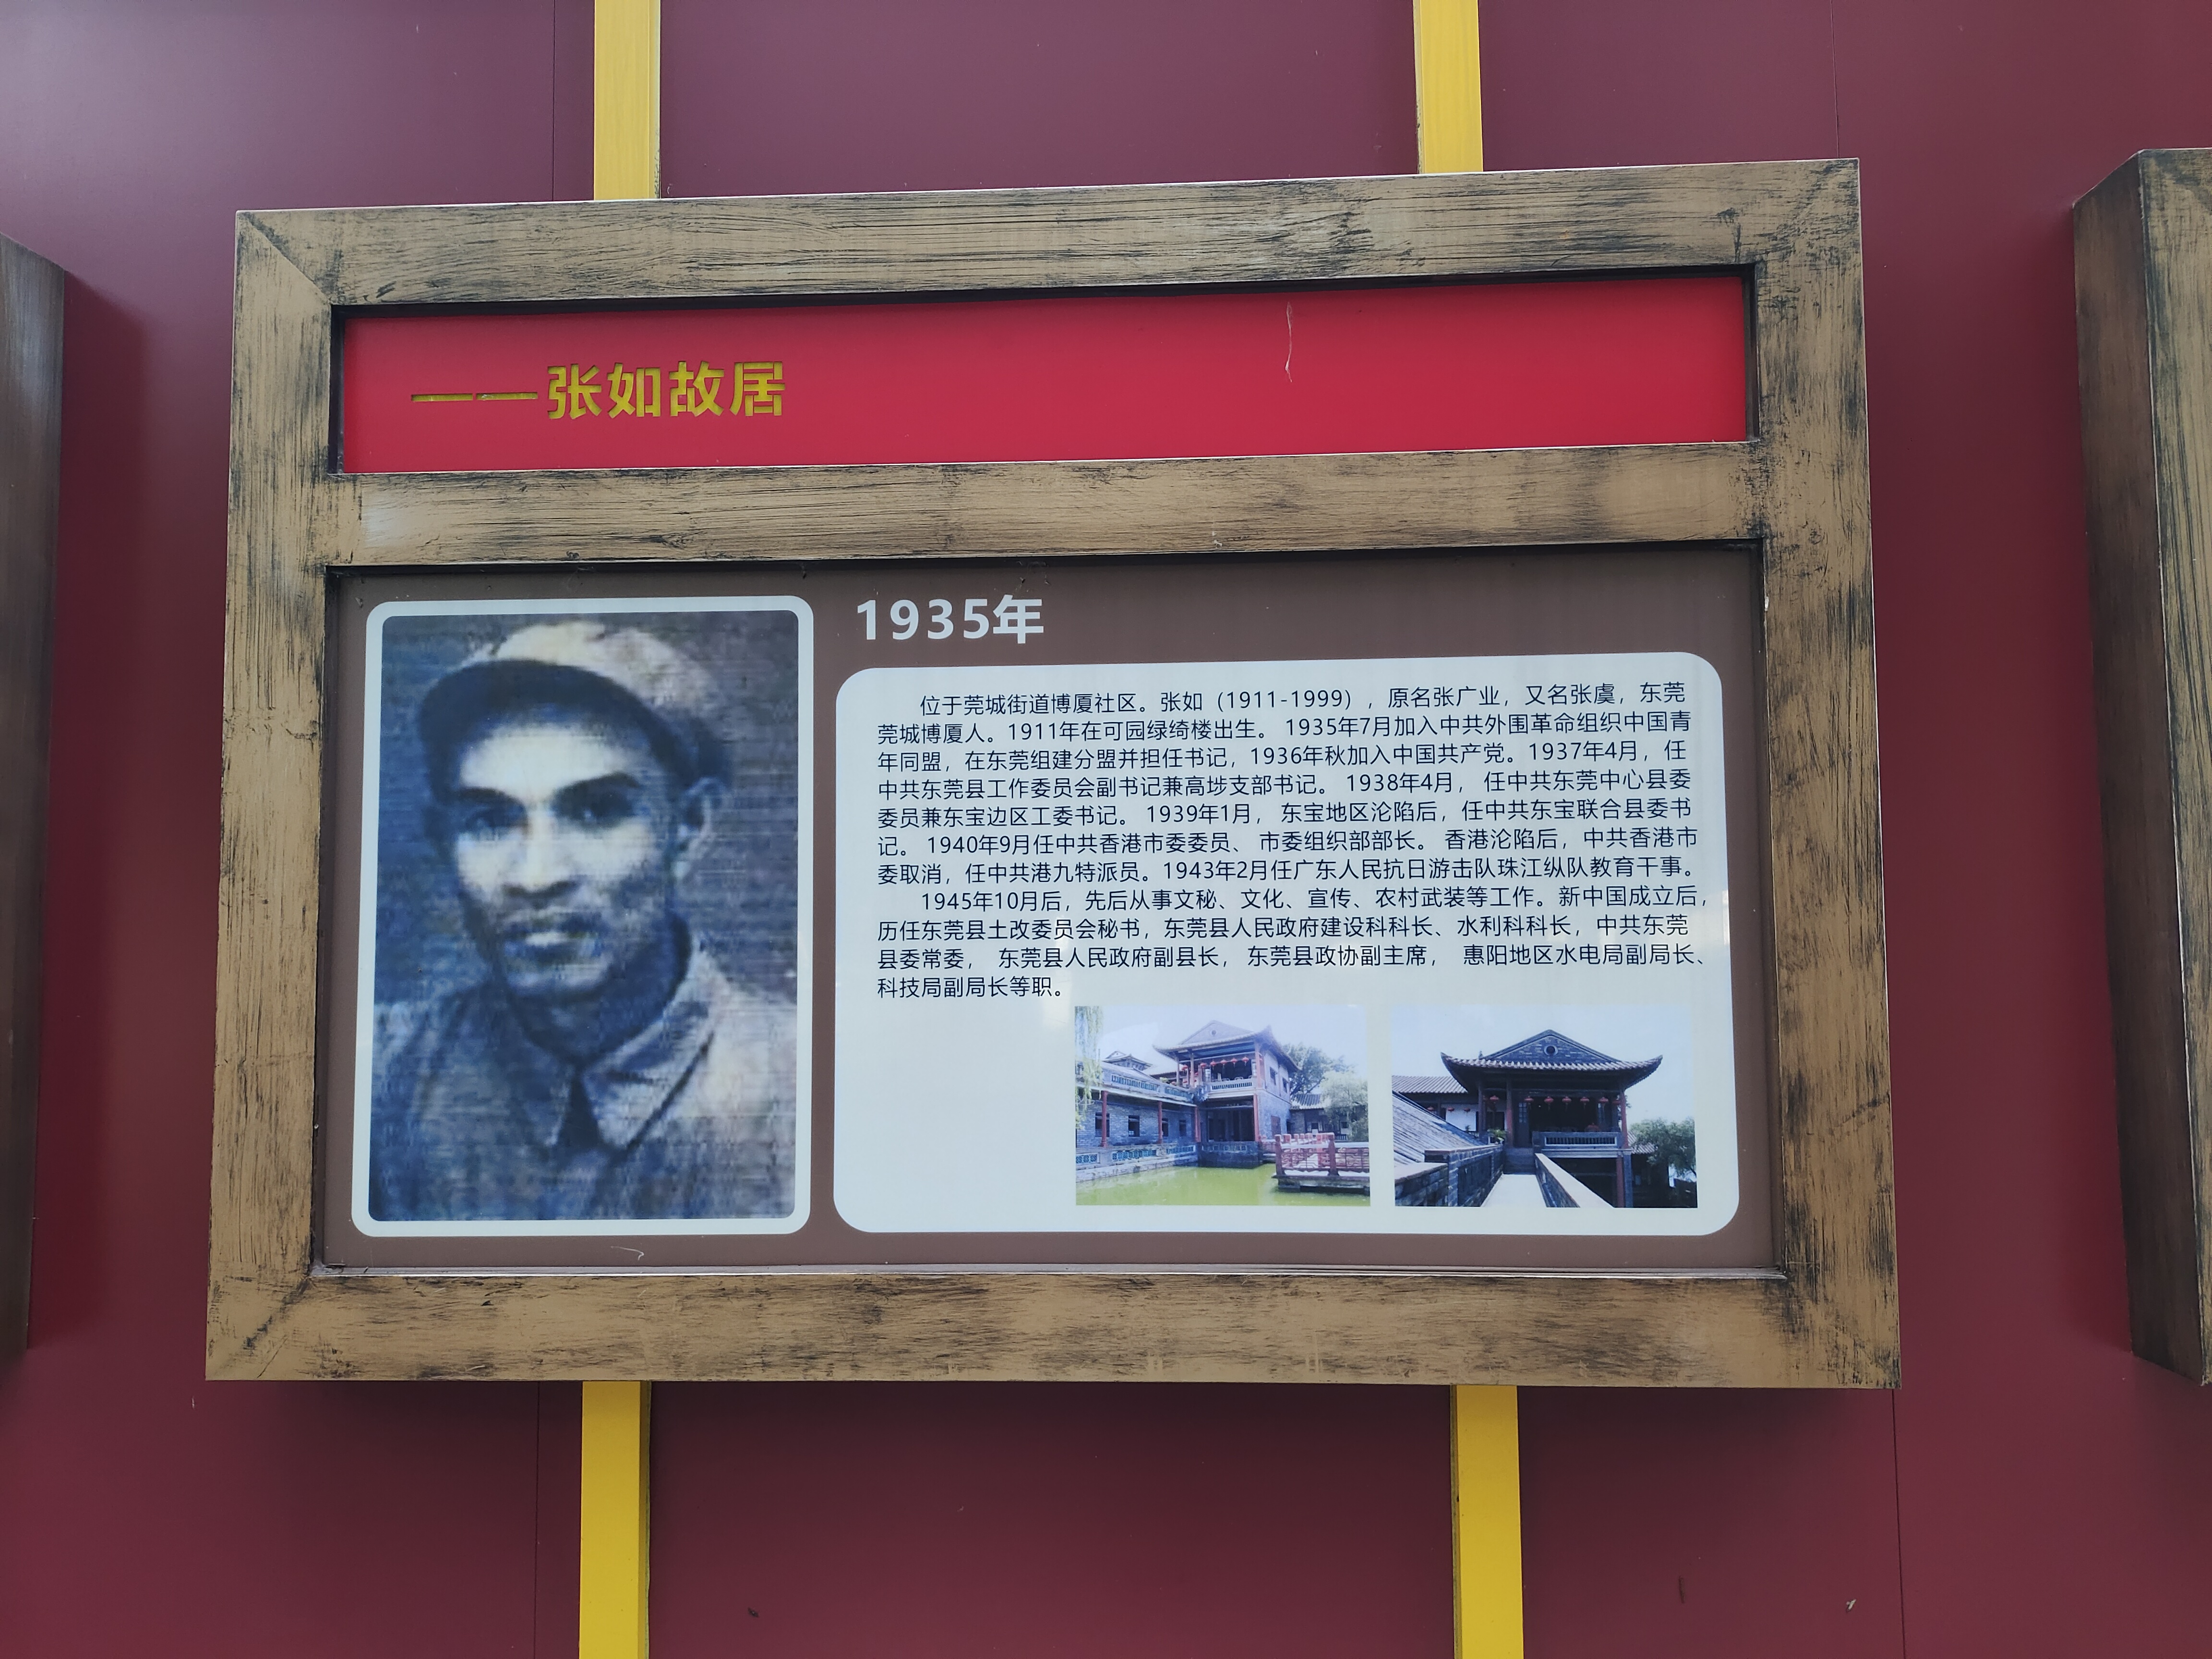 ——张如故居
1935年
位于莞城街道博厦社区。张如（1911-1999），原名张广业，又名张虞，东莞
莞城博厦人。1911年在可园绿绮楼出生。 1935年7月加入中共外围革命组织中国青
年同盟，在东莞组建分盟并担任书记，1936年秋加入中国共产党。1937年4月，任
中共东莞县工作委员会副书记兼高埗支部书记。 1938年4月， 任中共东莞中心县委
委员兼东宝边区工委书记。 1939年1月， 东宝地区沦陷后，任中共东宝联合县委书
记。 1940年9月任中共香港市委委员、 市委组织部部长。 香港沦陷后，中共香港市
委取消，任中共港九特派员。1943年2月任广东人民抗日游击队珠江纵队教育干事。
1945年10月后，先后从事文秘、文化、宣传、农村武装等工作。新中国成立后，
历任东莞县土改委员会秘书，东莞县人民政府建设科科长、水利科科长，中共东莞
县委常委， 东莞县人民政府副县长， 东莞县政协副主席， 惠阳地区水电局副局长、
科技局副局长等职。